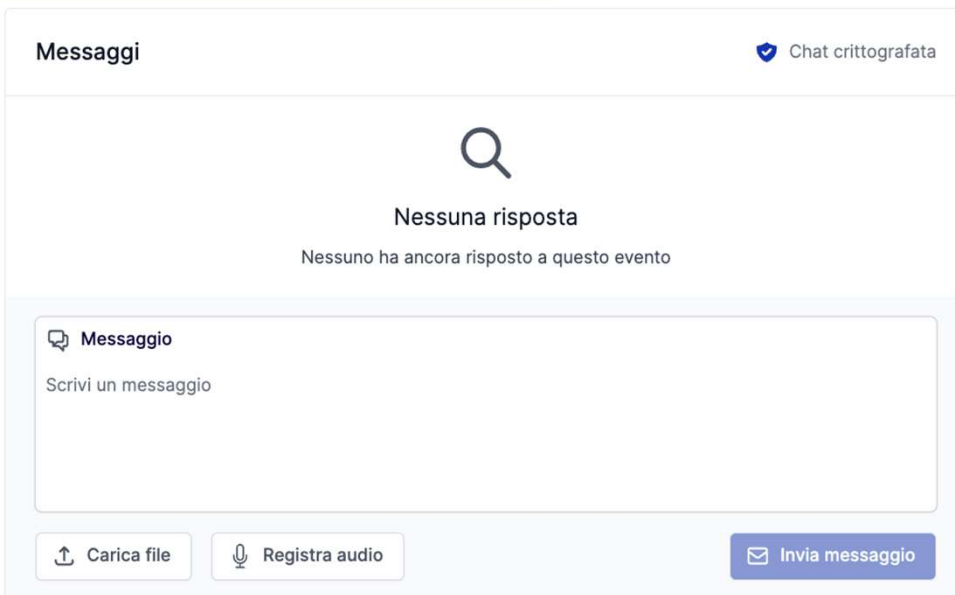 Messaggi
Chat crittografata
Nessuna risposta
Nessuno ha ancora risposto a questo evento
Messaggio
Scrivi un messaggio
Carica file
Registra audio
Invia messaggio